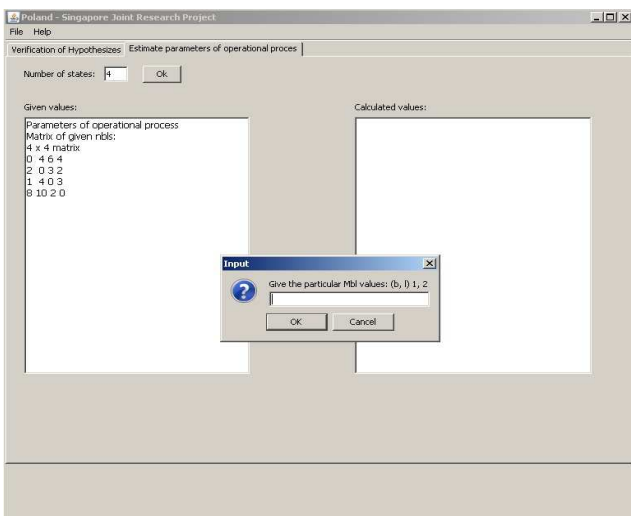 Poland - Singapore Joint Research Project
File Help
Verification of Hypothesizes Estimate parameters of operational proces
Number of states: 4 Ok
Given values:
Calculated values:
Parameters of operational process
Matrix of given nbls:
4 x 4 matrix
0 4 6 4
2 0 3 2
1 4 0 3
8 10 2 0
Input
Give the particular Mbl values: (b, l) 1, 2
OK Cancel